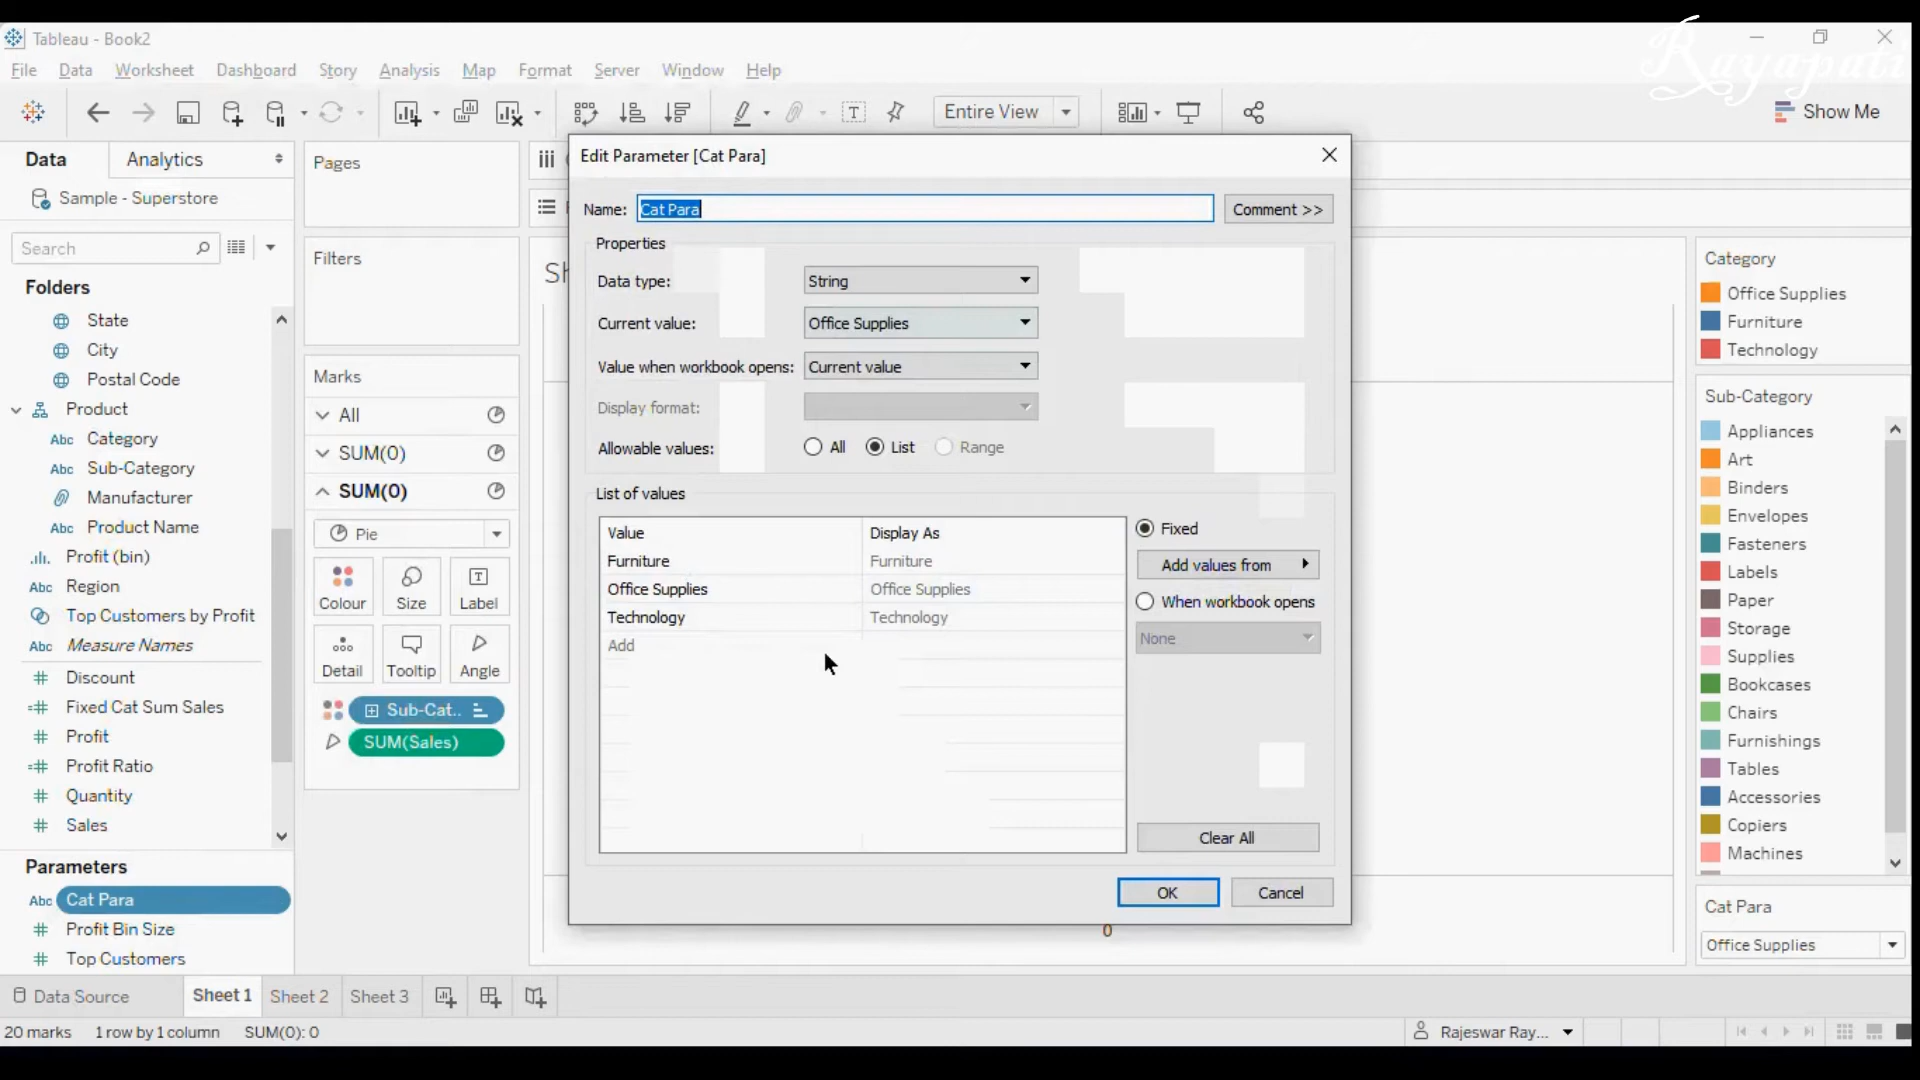 Rayapati
Tableau - Book2
File Data Worksheet Dashboard Story Analysis Map Format Server Window Help
Entire View
Show Me
Data
Analytics
Sample - Superstore
Search
Folders
State
City
Postal Code
Product
Abc Category
Abc Sub-Category
Manufacturer
Abc Product Name
Profit (bin)
Abc Region
Top Customers by Profit
Abc Measure Names
# Discount
=# Fixed Cat Sum Sales
# Profit
=# Profit Ratio
# Quantity
# Sales
Parameters
Abc Cat Para
# Profit Bin Size
# Top Customers
Pages
Filters
Marks
All
SUM(0)
SUM(0)
Pie
Colour Size Label
Detail Tooltip Angle
Sub-Cat..
SUM(Sales)
Edit Parameter [Cat Para]
Name: Cat Para Comment >>
Properties
Data type: String
Current value: Office Supplies
Value when workbook opens: Current value
Display format:
Allowable values: All List Range
List of values
Value Display As
Furniture Furniture
Office Supplies Office Supplies
Technology Technology
Add
Fixed
Add values from
When workbook opens
None
Clear All
OK Cancel
0
Category
Office Supplies
Furniture
Technology
Sub-Category
Appliances
Art
Binders
Envelopes
Fasteners
Labels
Paper
Storage
Supplies
Bookcases
Chairs
Furnishings
Tables
Accessories
Copiers
Machines
Cat Para
Office Supplies
Data Source Sheet 1 Sheet 2 Sheet 3
20 marks 1 row by 1 column SUM(0): 0
Rajeswar Ray...